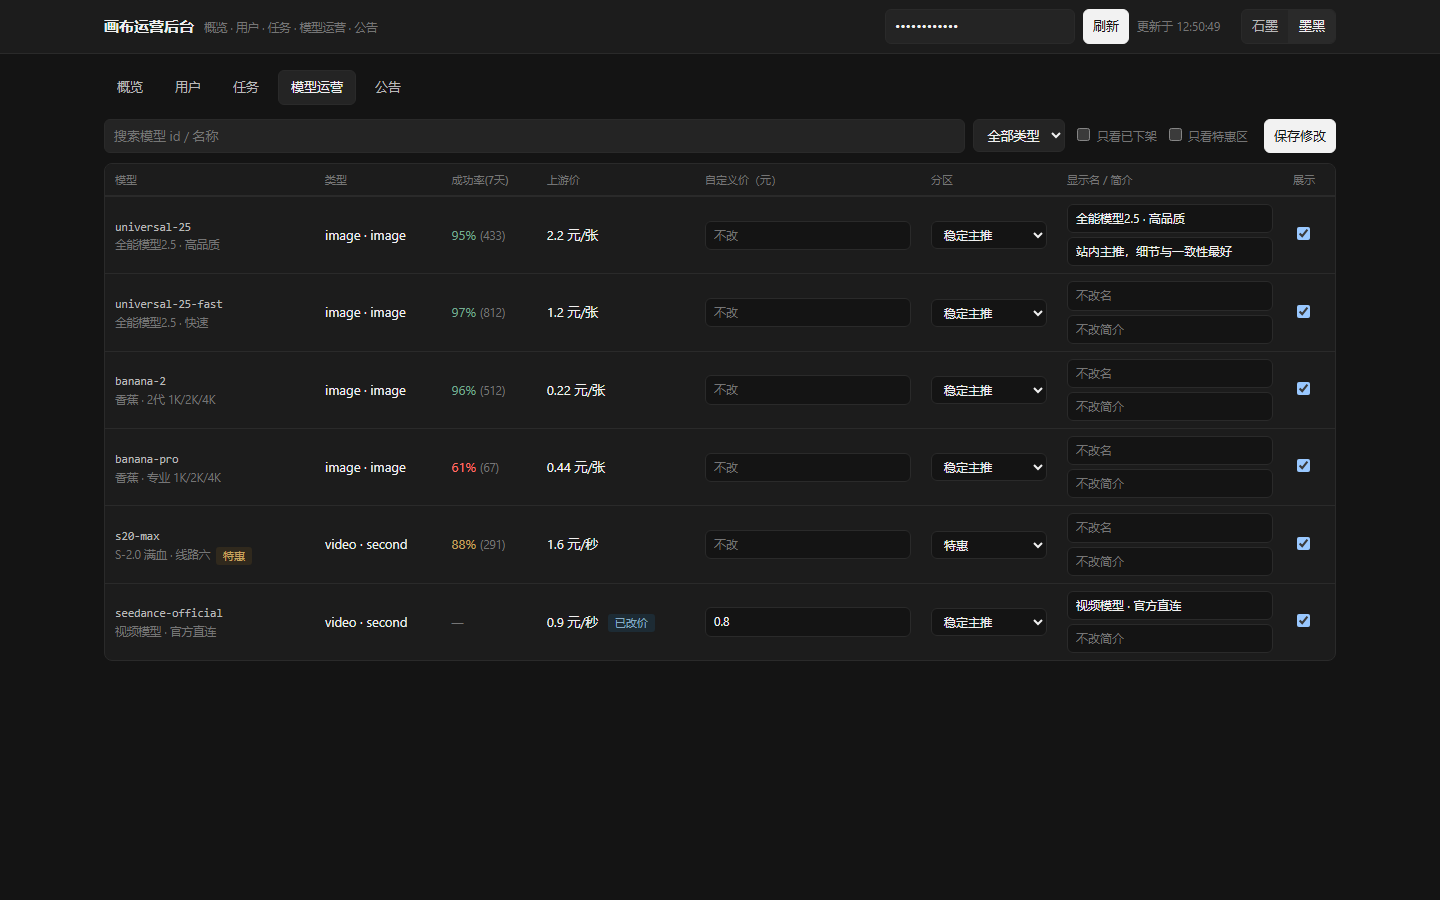 画布运营后台 概览 · 用户 · 任务 · 模型运营 · 公告 •••••••••••• 刷新 更新于 12:50:49 石墨 墨黑
概览 用户 任务 模型运营 公告
搜索模型 id / 名称 全部类型 只看已下架 只看特惠区 保存修改
模型 类型 成功率(7天) 上游价 自定义价（元） 分区 显示名 / 简介 展示
universal-25
全能模型2.5 · 高品质
image · image 95% (433) 2.2 元/张 不改 稳定主推
全能模型2.5 · 高品质
站内主推，细节与一致性最好
universal-25-fast
全能模型2.5 · 快速
image · image 97% (812) 1.2 元/张 不改 稳定主推
不改名
不改简介
banana-2
香蕉 · 2代 1K/2K/4K
image · image 96% (512) 0.22 元/张 不改 稳定主推
不改名
不改简介
banana-pro
香蕉 · 专业 1K/2K/4K
image · image 61% (67) 0.44 元/张 不改 稳定主推
不改名
不改简介
s20-max
S-2.0 满血 · 线路六 特惠
video · second 88% (291) 1.6 元/秒 不改 特惠
不改名
不改简介
seedance-official
视频模型 · 官方直连
video · second — 0.9 元/秒 已改价 0.8 稳定主推
视频模型 · 官方直连
不改简介